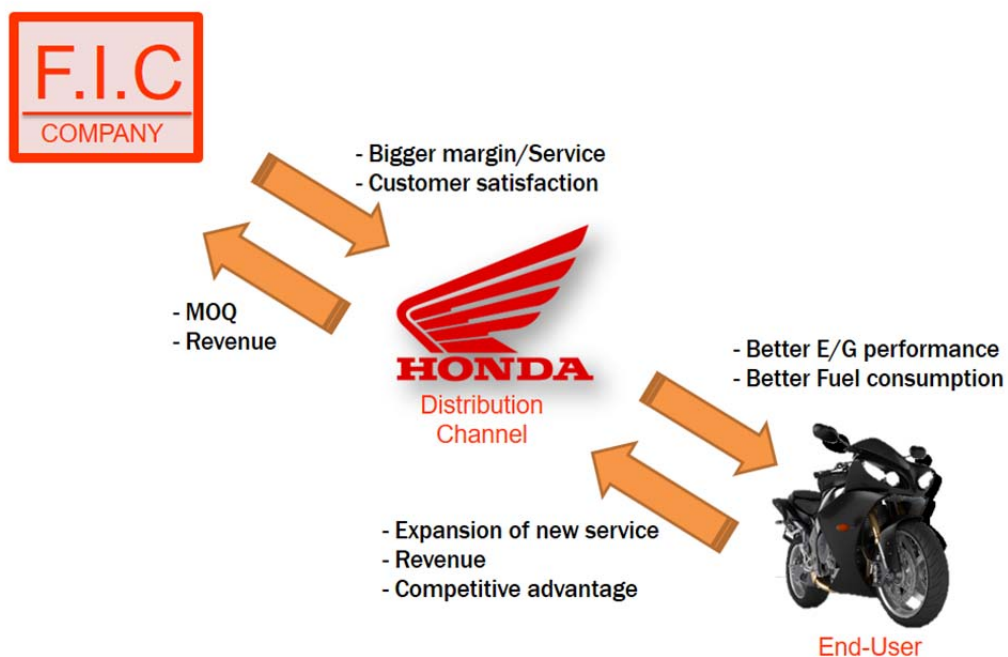 F.I.C
COMPANY
- Bigger margin/Service
- Customer satisfaction
- MOQ
- Revenue
HONDA
Distribution
Channel
- Better E/G performance
- Better Fuel consumption
- Expansion of new service
- Revenue
- Competitive advantage
End-User